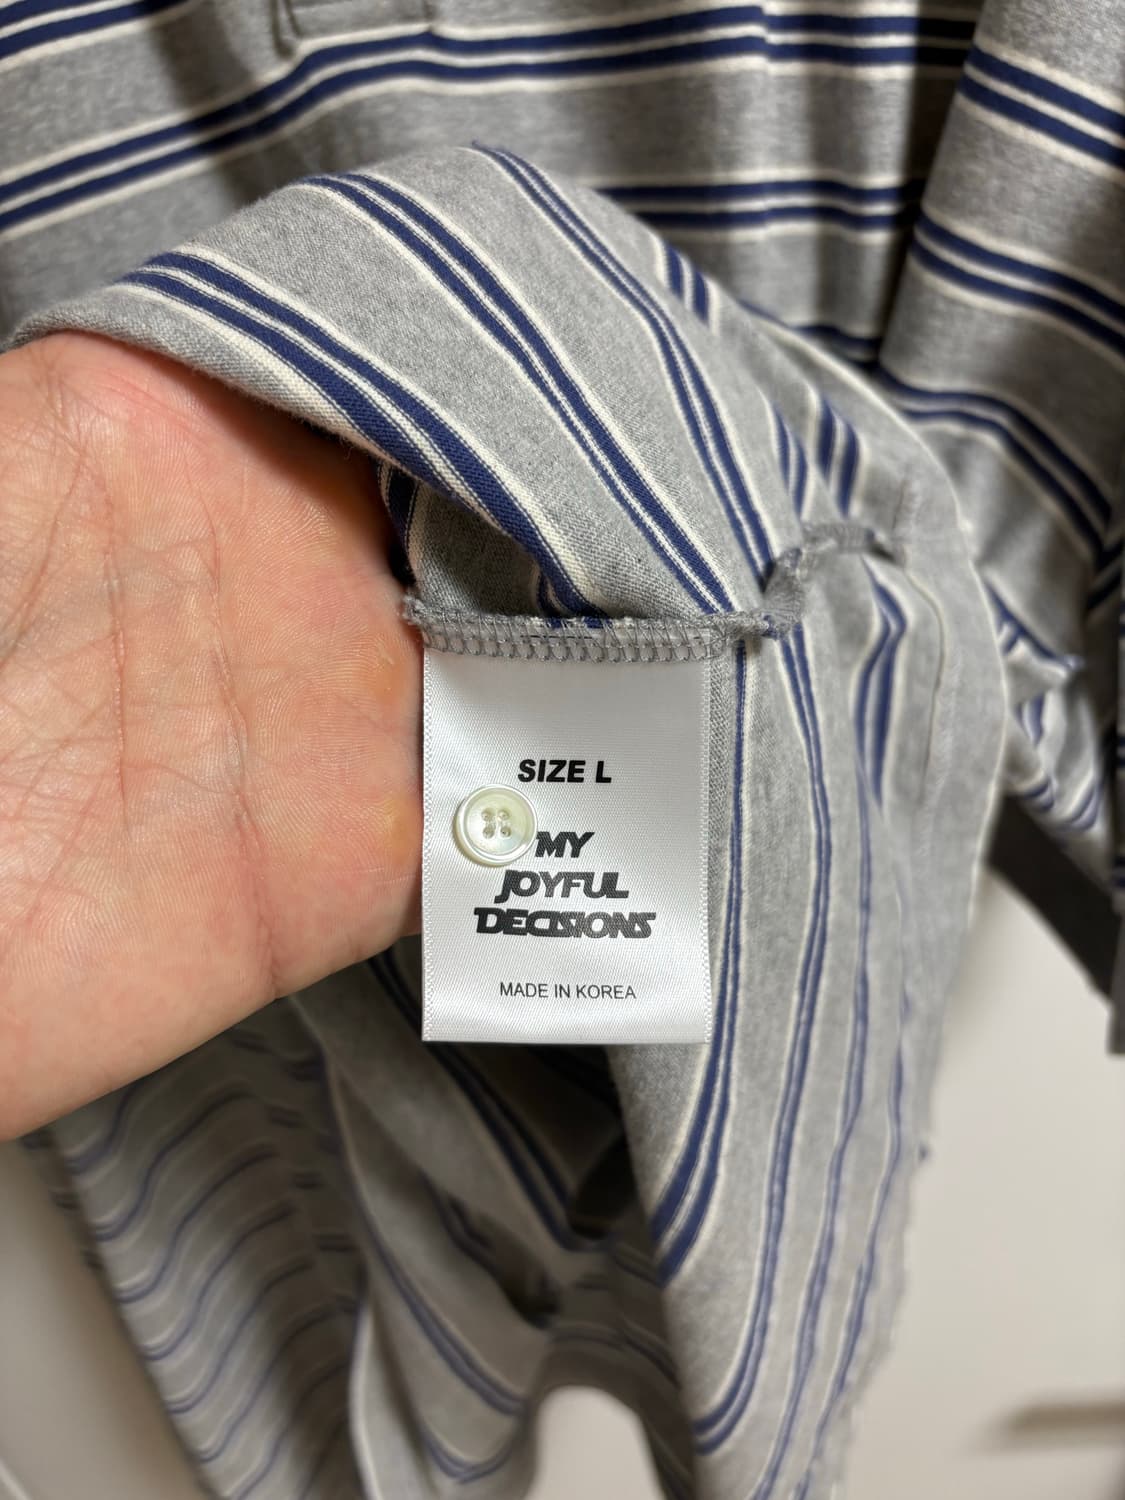 SIZE L
MY
JOYFUL
DECISIONS
MADE IN KOREA